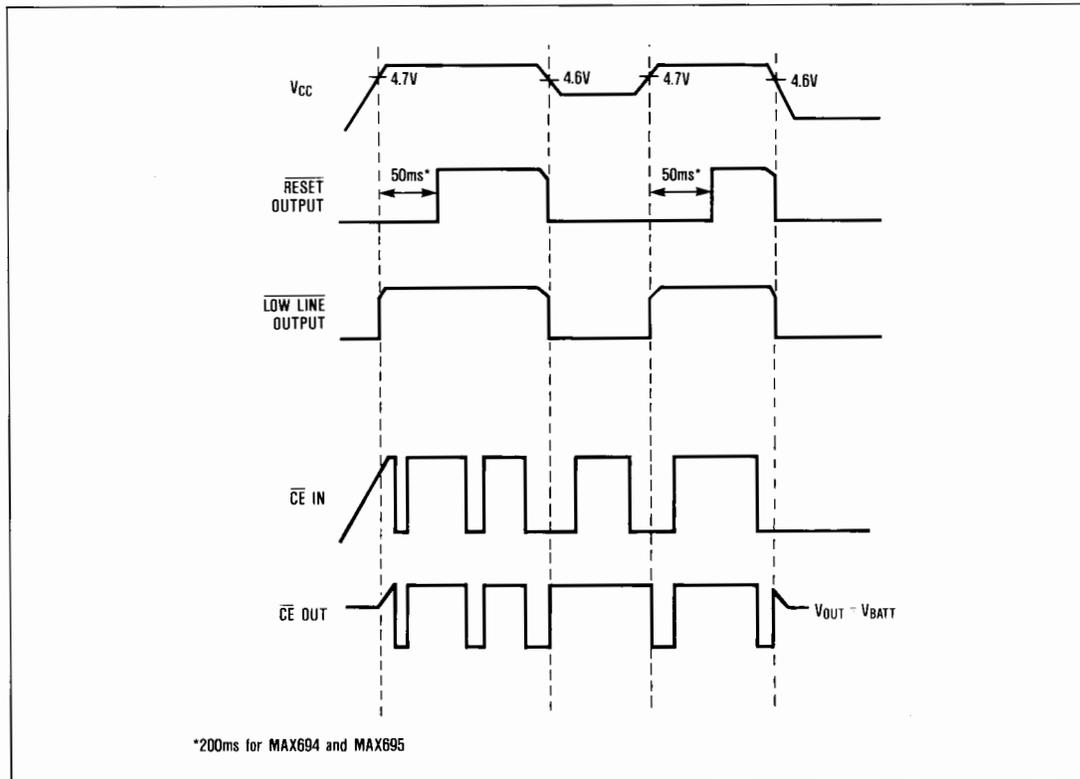 VCC
4.7V
4.6V
4.7V
4.6V
RESET
OUTPUT
50ms*
50ms*
LOW LINE
OUTPUT
CE IN
CE OUT
VOUT = VBATT
*200ms for MAX694 and MAX695